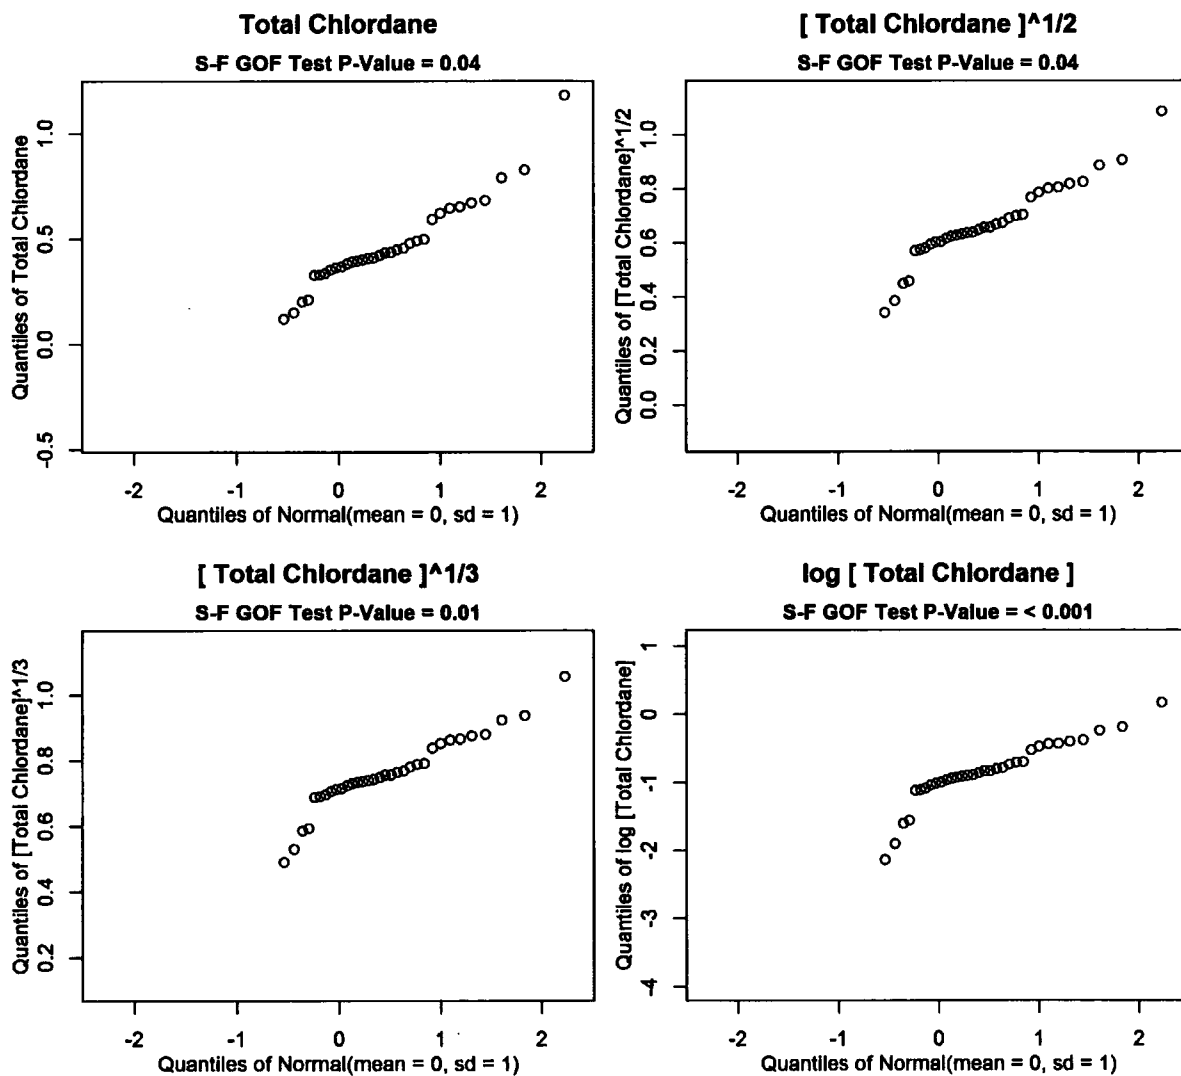 Total Chlordane
S-F GOF Test P-Value = 0.04
Quantiles of Total Chlordane
1.0
0.5
0.0
-0.5
-2 -1 0 1 2
Quantiles of Normal(mean = 0, sd = 1)
[ Total Chlordane ]^1/2
S-F GOF Test P-Value = 0.04
Quantiles of [Total Chlordane]^1/2
1.0
0.8
0.6
0.4
0.2
0.0
-2 -1 0 1 2
Quantiles of Normal(mean = 0, sd = 1)
[ Total Chlordane ]^1/3
S-F GOF Test P-Value = 0.01
Quantiles of [Total Chlordane]^1/3
1.0
0.8
0.6
0.4
0.2
-2 -1 0 1 2
Quantiles of Normal(mean = 0, sd = 1)
log [ Total Chlordane ]
S-F GOF Test P-Value = < 0.001
Quantiles of log [Total Chlordane]
1
0
-1
-2
-3
-4
-2 -1 0 1 2
Quantiles of Normal(mean = 0, sd = 1)